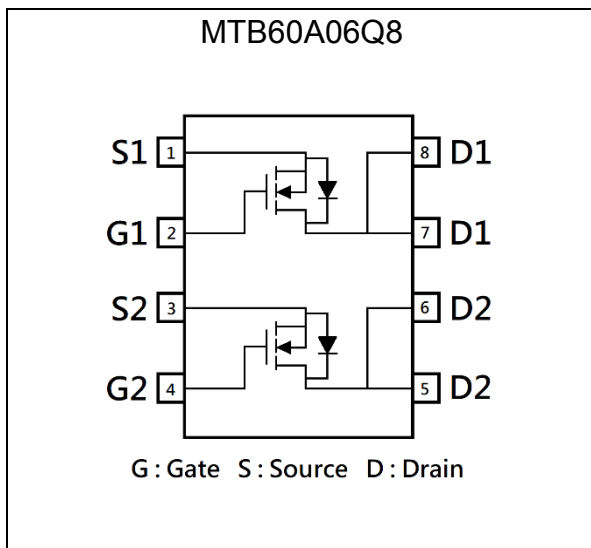 MTB60A06Q8
S1 1 8 D1
G1 2 7 D1
S2 3 6 D2
G2 4 5 D2
G : Gate S : Source D : Drain